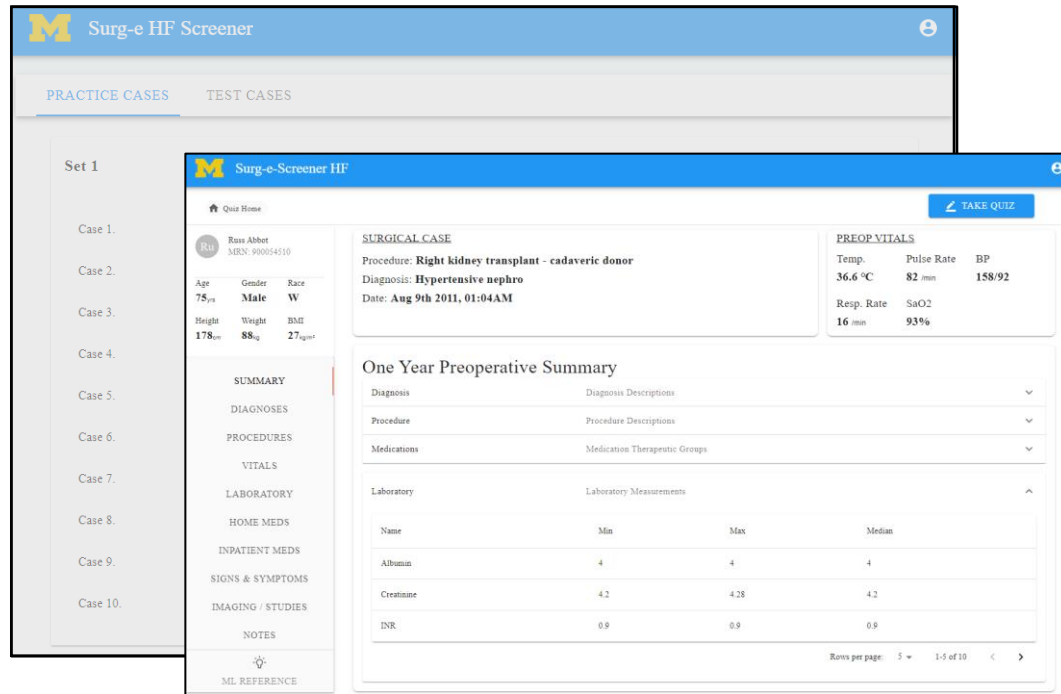 M Surg-e HF Screener
PRACTICE CASES TEST CASES
Set 1
Case 1.
Case 2.
Case 3.
Case 4.
Case 5.
Case 6.
Case 7.
Case 8.
Case 9.
Case 10.
M Surg-e-Screener HF
Quiz Home
TAKE QUIZ
Ru
Russ Abbot
MRN: 900054510
Age Gender Race
75yrs Male W
Height Weight BMI
178cm 88kg 27kg/m²
SUMMARY
DIAGNOSES
PROCEDURES
VITALS
LABORATORY
HOME MEDS
INPATIENT MEDS
SIGNS & SYMPTOMS
IMAGING / STUDIES
NOTES
ML REFERENCE
SURGICAL CASE
Procedure: Right kidney transplant - cadaveric donor
Diagnosis: Hypertensive nephro
Date: Aug 9th 2011, 01:04AM
PREOP VITALS
Temp. Pulse Rate BP
36.6 °C 82 /min 158/92
Resp. Rate SaO2
16 /min 93%
One Year Preoperative Summary
Diagnosis Diagnosis Descriptions
Procedure Procedure Descriptions
Medications Medication Therapeutic Groups
Laboratory Laboratory Measurements
Name Min Max Median
Albumin 4 4 4
Creatinine 4.2 4.28 4.2
INR 0.9 0.9 0.9
Rows per page: 5 1-5 of 10